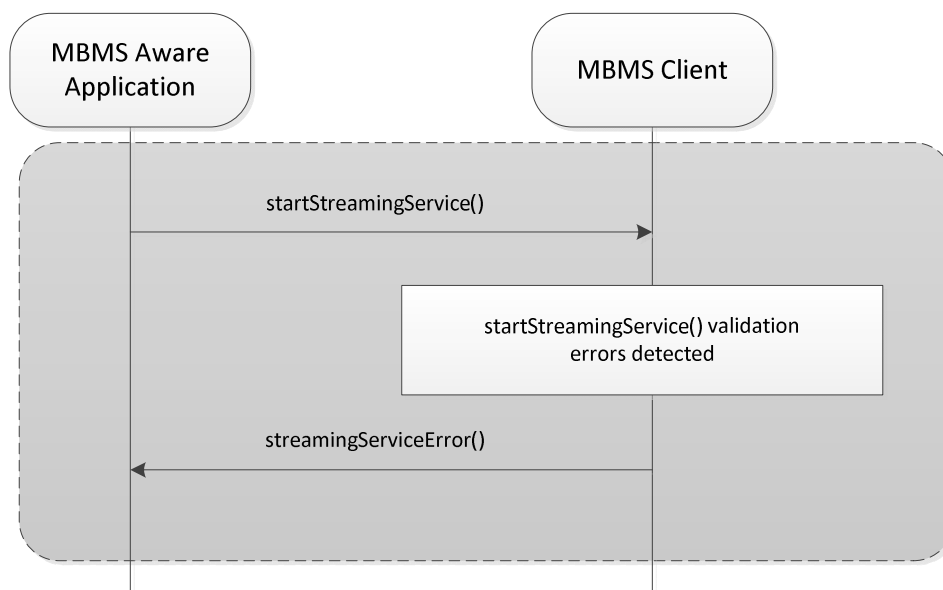 MBMS Aware
Application
MBMS Client
startStreamingService()
startStreamingService() validation
errors detected
streamingServiceError()